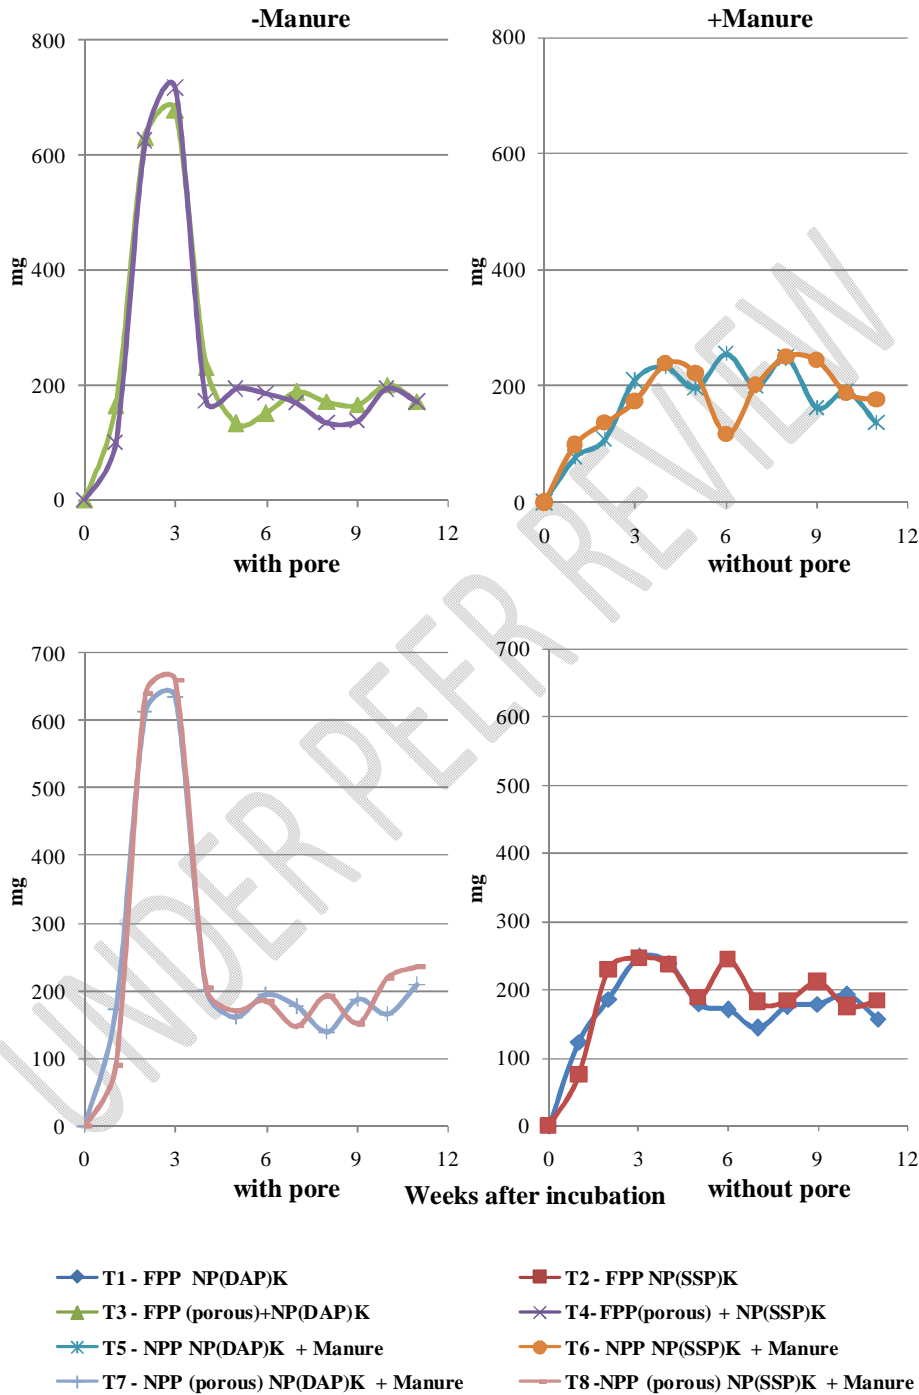 -Manure
+Manure
800
600
400
200
0
mg
0 3 6 9 12
with pore
800
600
400
200
0
mg
0 3 6 9 12
without pore
700
600
500
400
300
200
100
0
mg
0 3 6 9 12
with pore
700
600
500
400
300
200
100
0
mg
0 3 6 9 12
without pore
Weeks after incubation
T1 - FPP NP(DAP)K
T2 - FPP NP(SSP)K
T3 - FPP (porous)+NP(DAP)K
T4- FPP(porous) + NP(SSP)K
T5 - NPP NP(DAP)K + Manure
T6 - NPP NP(SSP)K + Manure
T7 - NPP (porous) NP(DAP)K + Manure
T8 -NPP (porous) NP(SSP)K + Manure
UNDER PEER REVIEW